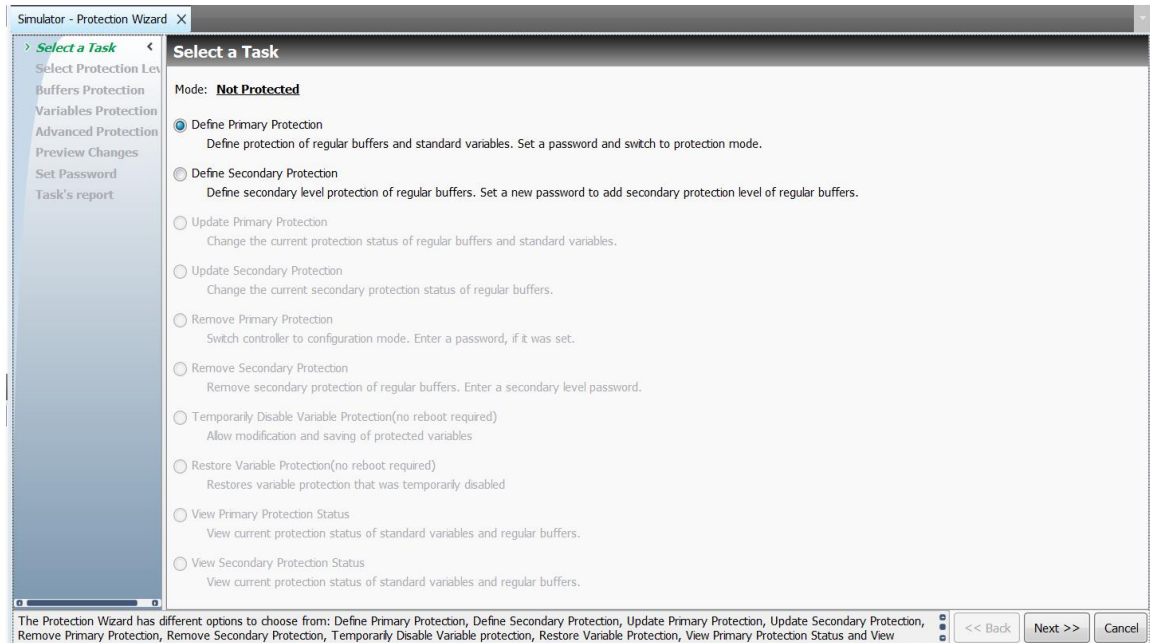 Simulator - Protection Wizard X
Select a Task
Select Protection Lev
Buffers Protection
Variables Protection
Advanced Protection
Preview Changes
Set Password
Task's report
Select a Task
Mode: Not Protected
Define Primary Protection
Define protection of regular buffers and standard variables. Set a password and switch to protection mode.
Define Secondary Protection
Define secondary level protection of regular buffers. Set a new password to add secondary protection level of regular buffers.
Update Primary Protection
Change the current protection status of regular buffers and standard variables.
Update Secondary Protection
Change the current secondary protection status of regular buffers.
Remove Primary Protection
Switch controller to configuration mode. Enter a password, if it was set.
Remove Secondary Protection
Remove secondary protection of regular buffers. Enter a secondary level password.
Temporarily Disable Variable Protection(no reboot required)
Allow modification and saving of protected variables
Restore Variable Protection(no reboot required)
Restores variable protection that was temporarily disabled
View Primary Protection Status
View current protection status of standard variables and regular buffers.
View Secondary Protection Status
View current protection status of standard variables and regular buffers.
The Protection Wizard has different options to choose from: Define Primary Protection, Define Secondary Protection, Update Primary Protection, Update Secondary Protection,
Remove Primary Protection, Remove Secondary Protection, Temporarily Disable Variable protection, Restore Variable Protection, View Primary Protection Status and View
<< Back Next >> Cancel